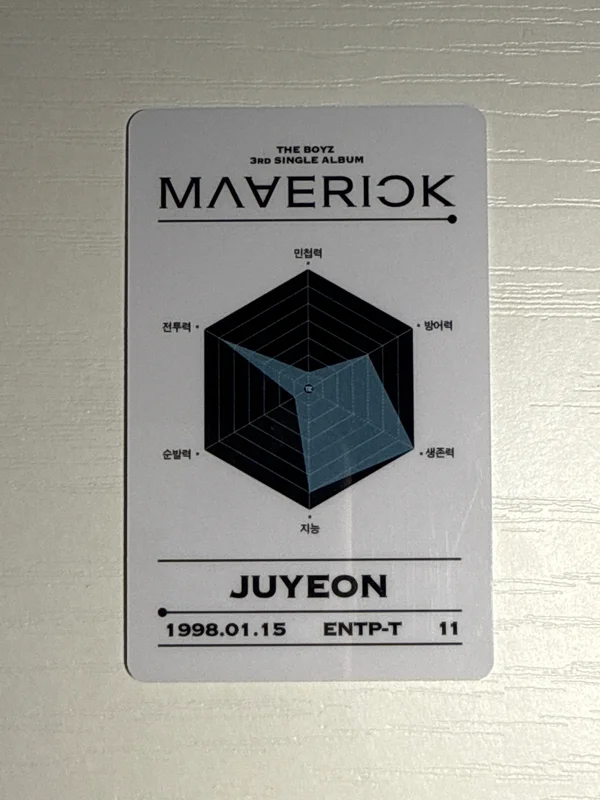 THE BOYZ
3RD SINGLE ALBUM
MAVERICK
민첩력
전투력
방어력
순발력
생존력
지능
JUYEON
1998.01.15 ENTP-T 11